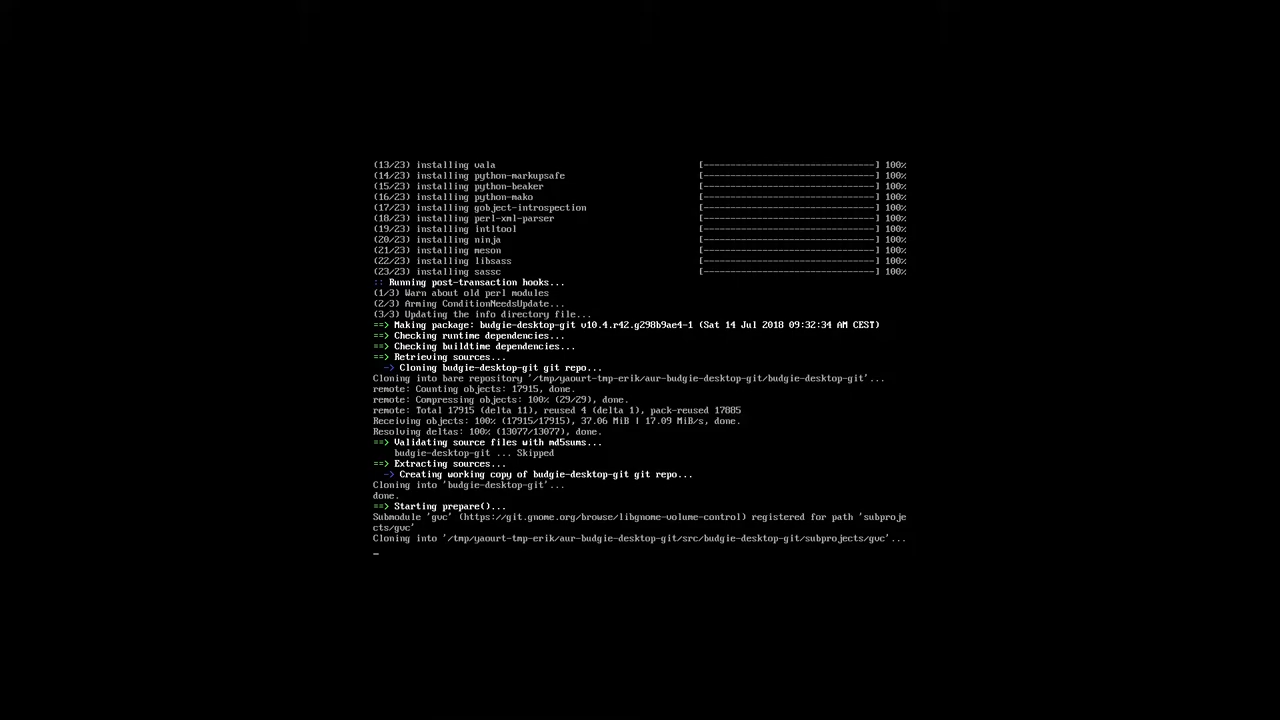 (13/23) installing vala [--------------------------------] 100%
(14/23) installing python-markupsafe [--------------------------------] 100%
(15/23) installing python-beaker [--------------------------------] 100%
(16/23) installing python-mako [--------------------------------] 100%
(17/23) installing gobject-introspection [--------------------------------] 100%
(18/23) installing perl-xml-parser [--------------------------------] 100%
(19/23) installing intltool [--------------------------------] 100%
(20/23) installing ninja [--------------------------------] 100%
(21/23) installing meson [--------------------------------] 100%
(22/23) installing libsass [--------------------------------] 100%
(23/23) installing sassc [--------------------------------] 100%
:: Running post-transaction hooks...
(1/3) Warn about old perl modules
(2/3) Arming ConditionNeedsUpdate...
(3/3) Updating the info directory file...
==> Making package: budgie-desktop-git v10.4.r42.g298b9ae4-1 (Sat 14 Jul 2018 09:32:34 AM CEST)
==> Checking runtime dependencies...
==> Checking buildtime dependencies...
==> Retrieving sources...
-> Cloning budgie-desktop-git git repo...
Cloning into bare repository '/tmp/yaourt-tmp-erik/aur-budgie-desktop-git/budgie-desktop-git'...
remote: Counting objects: 17915, done.
remote: Compressing objects: 100% (29/29), done.
remote: Total 17915 (delta 11), reused 4 (delta 1), pack-reused 17885
Receiving objects: 100% (17915/17915), 37.06 MiB | 17.09 MiB/s, done.
Resolving deltas: 100% (13077/13077), done.
==> Validating source files with md5sums...
budgie-desktop-git ... Skipped
==> Extracting sources...
-> Creating working copy of budgie-desktop-git git repo...
Cloning into 'budgie-desktop-git'...
done.
==> Starting prepare()...
Submodule 'gvc' (https://git.gnome.org/browse/libgnome-volume-control) registered for path 'subproje
cts/gvc'
Cloning into '/tmp/yaourt-tmp-erik/aur-budgie-desktop-git/src/budgie-desktop-git/subprojects/gvc'...